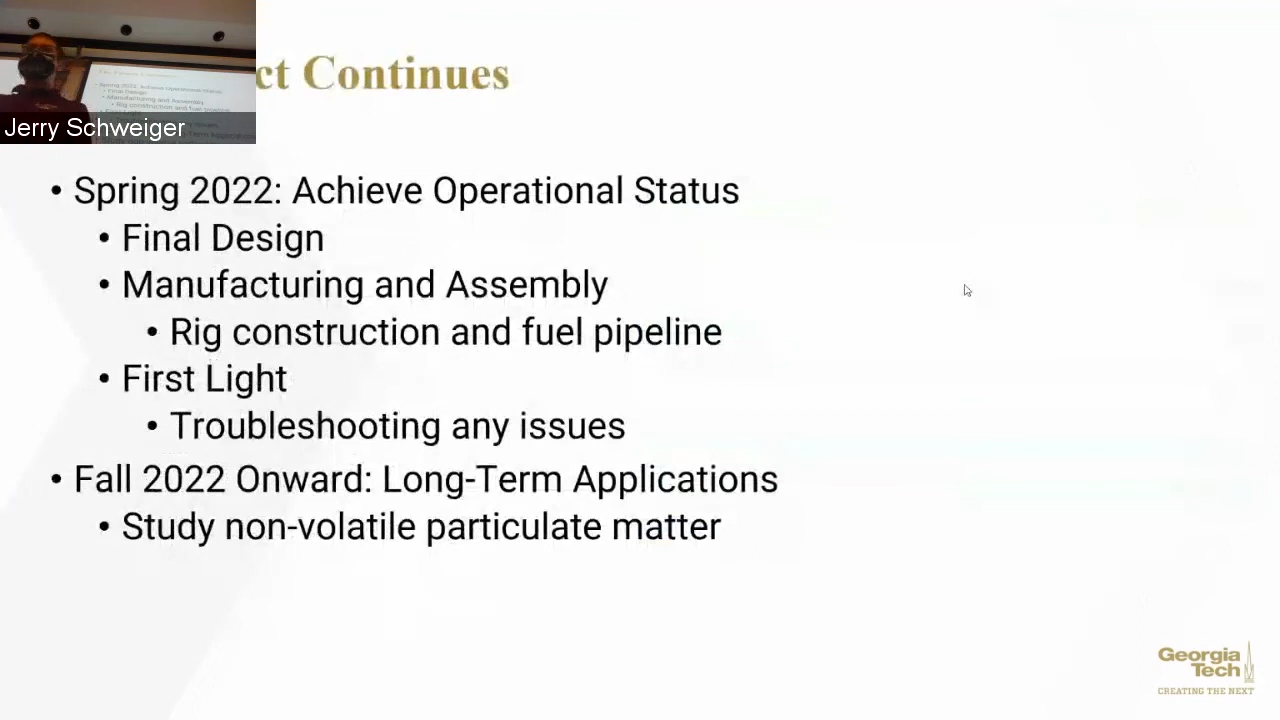 ct Continues
Jerry Schweiger
• Spring 2022: Achieve Operational Status
• Final Design
• Manufacturing and Assembly
• Rig construction and fuel pipeline
• First Light
• Troubleshooting any issues
• Fall 2022 Onward: Long-Term Applications
• Study non-volatile particulate matter
Georgia
Tech
CREATING THE NEXT